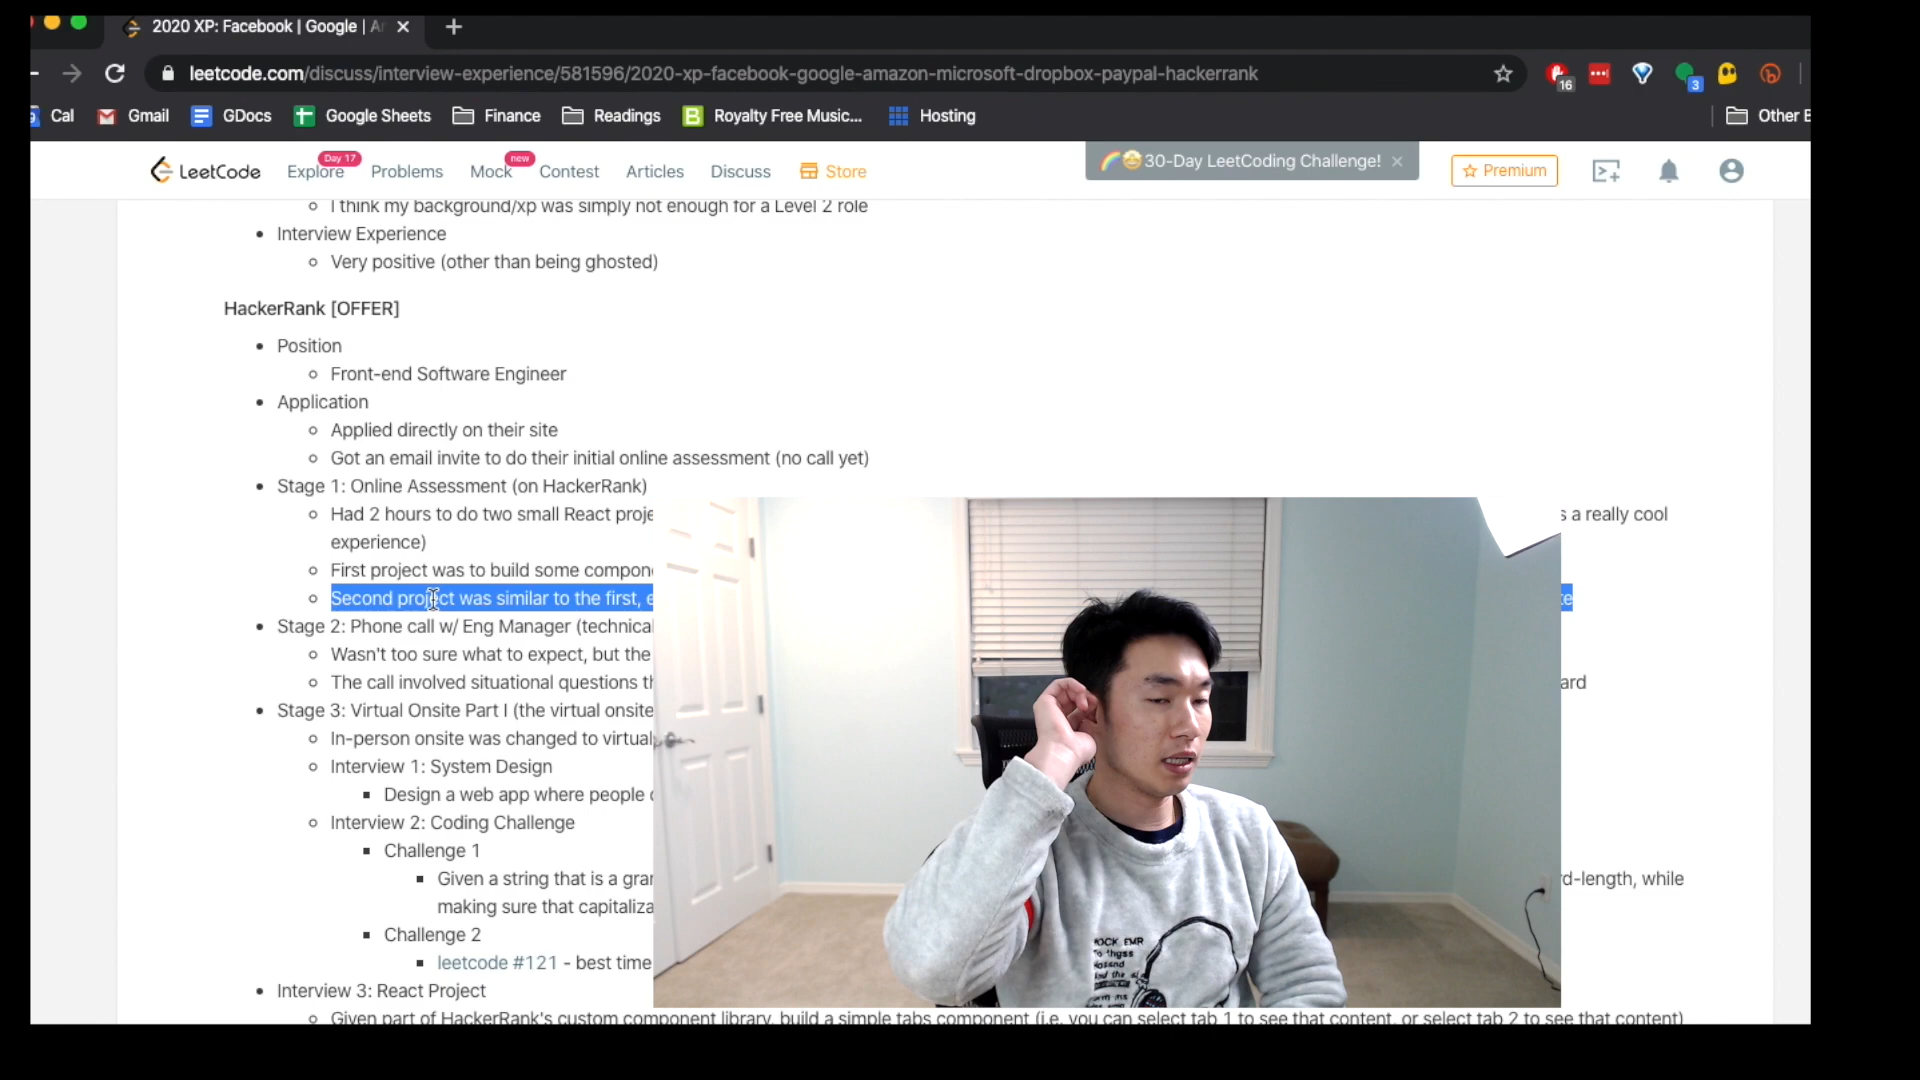 2020 XP: Facebook | Google |
leetcode.com/discuss/interview-experience/581596/2020-xp-facebook-google-amazon-microsoft-dropbox-paypal-hackerrank
16
3
Cal Gmail GDocs Google Sheets Finance Readings Royalty Free Music... Hosting Other
LeetCode Explore Day 17 Problems Mock new Contest Articles Discuss Store 30-Day LeetCoding Challenge! Premium
I think my background/xp was simply not enough for a Level 2 role
Interview Experience
Very positive (other than being ghosted)
HackerRank [OFFER]
Position
Front-end Software Engineer
Application
Applied directly on their site
Got an email invite to do their initial online assessment (no call yet)
Stage 1: Online Assessment (on HackerRank)
Had 2 hours to do two small React proje s a really cool
experience)
First project was to build some compon
Second project was similar to the first, e
Stage 2: Phone call w/ Eng Manager (technical
Wasn't too sure what to expect, but the
The call involved situational questions th ard
Stage 3: Virtual Onsite Part I (the virtual onsite
In-person onsite was changed to virtual
Interview 1: System Design
Design a web app where people
Interview 2: Coding Challenge
Challenge 1
Given a string that is a gra rd-length, while
making sure that capitaliza
Challenge 2
leetcode #121 - best time
Interview 3: React Project
Given part of HackerRank's custom component library, build a simple tabs component (i.e. you can select tab 1 to see that content, or select tab 2 to see that content)